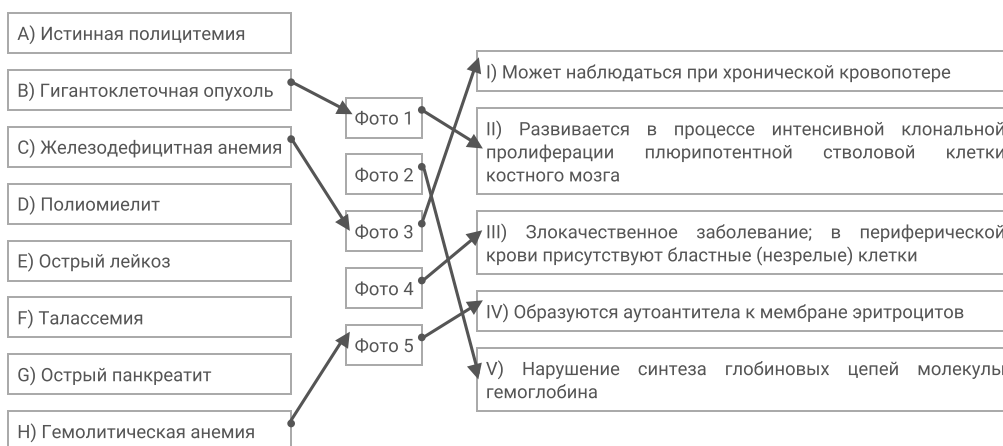 A) Истинная полицитемия
B) Гигантоклеточная опухоль
C) Железодефицитная анемия
D) Полиомиелит
E) Острый лейкоз
F) Талассемия
G) Острый панкреатит
H) Гемолитическая анемия
Фото 1
Фото 2
Фото 3
Фото 4
Фото 5
I) Может наблюдаться при хронической кровопотере
II) Развивается в процессе интенсивной клональной
пролиферации плюрипотентной стволовой клетки
костного мозга
III) Злокачественное заболевание; в периферической
крови присутствуют бластные (незрелые) клетки
IV) Образуются аутоантитела к мембране эритроцитов
V) Нарушение синтеза глобиновых цепей молекулы
гемоглобина